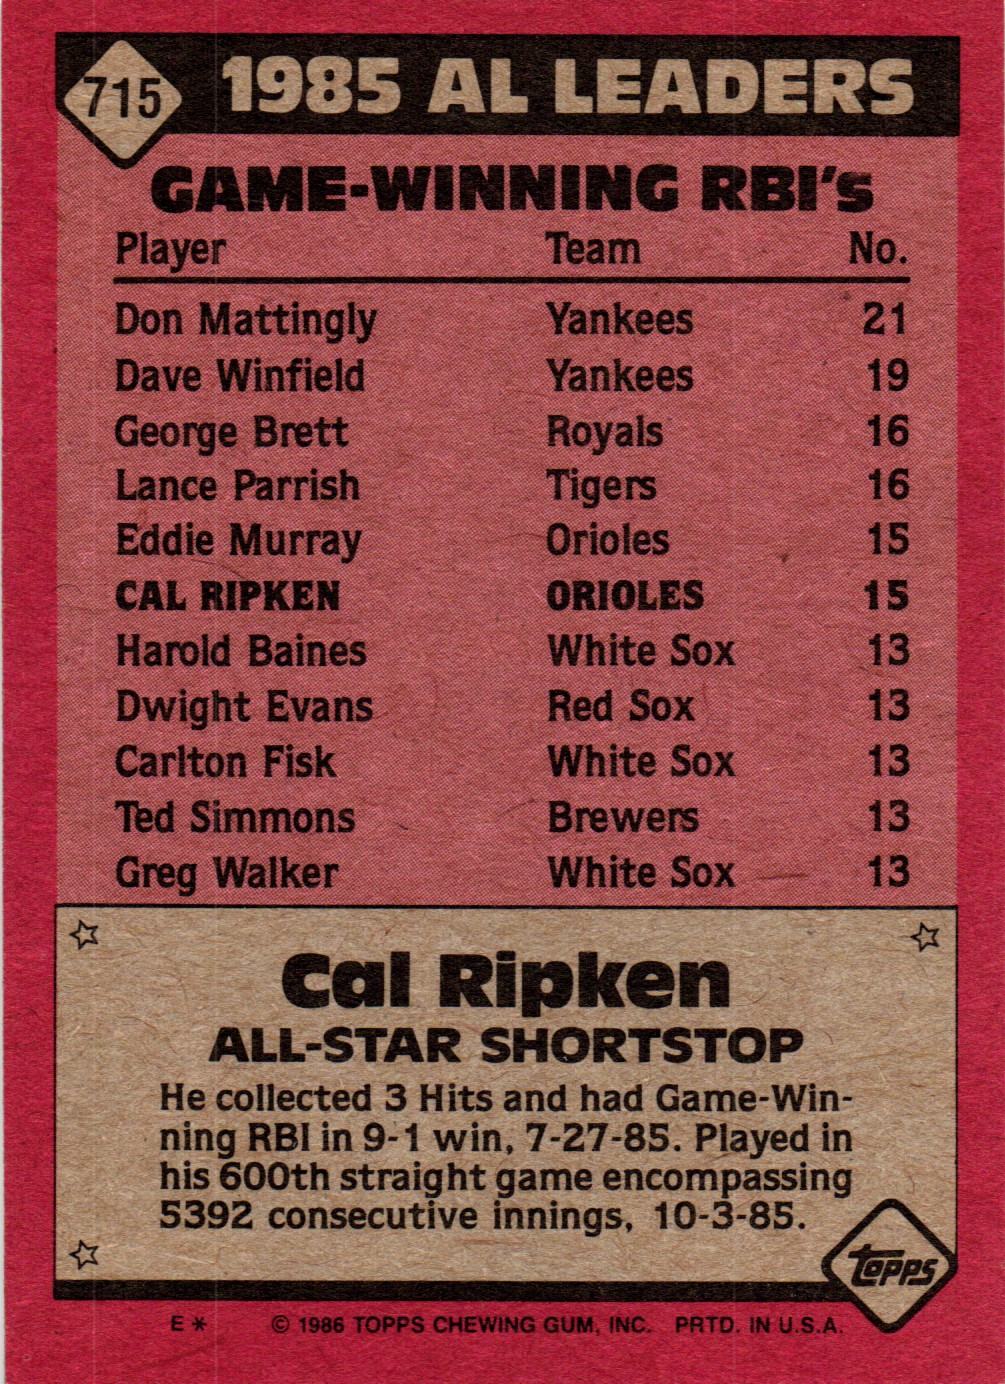 715 1985 AL LEADERS
GAME-WINNING RBI's
Player Team No.
Don Mattingly Yankees 21
Dave Winfield Yankees 19
George Brett Royals 16
Lance Parrish Tigers 16
Eddie Murray Orioles 15
CAL RIPKEN ORIOLES 15
Harold Baines White Sox 13
Dwight Evans Red Sox 13
Carlton Fisk White Sox 13
Ted Simmons Brewers 13
Greg Walker White Sox 13
Cal Ripken
ALL-STAR SHORTSTOP
He collected 3 Hits and had Game-Win-
ning RBI in 9-1 win, 7-27-85. Played in
his 600th straight game encompassing
5392 consecutive innings, 10-3-85.
topps
E * © 1986 TOPPS CHEWING GUM, INC. PRTD. IN U.S.A.